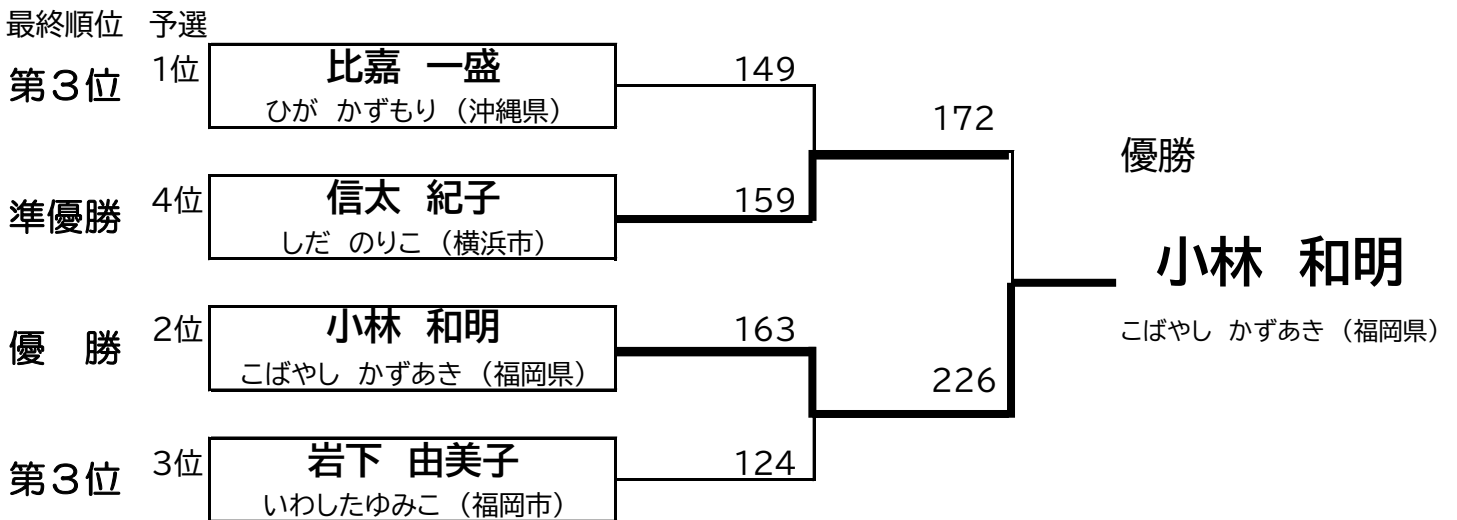 最終順位 予選
第３位 1位 比嘉 一盛 149
ひが かずもり （沖縄県）
172
優勝
準優勝 4位 信太 紀子 159
しだ のりこ （横浜市）
小林 和明
こばやし かずあき （福岡県）
優 勝 2位 小林 和明 163
こばやし かずあき （福岡県）
226
第３位 3位 岩下 由美子 124
いわしたゆみこ （福岡市）